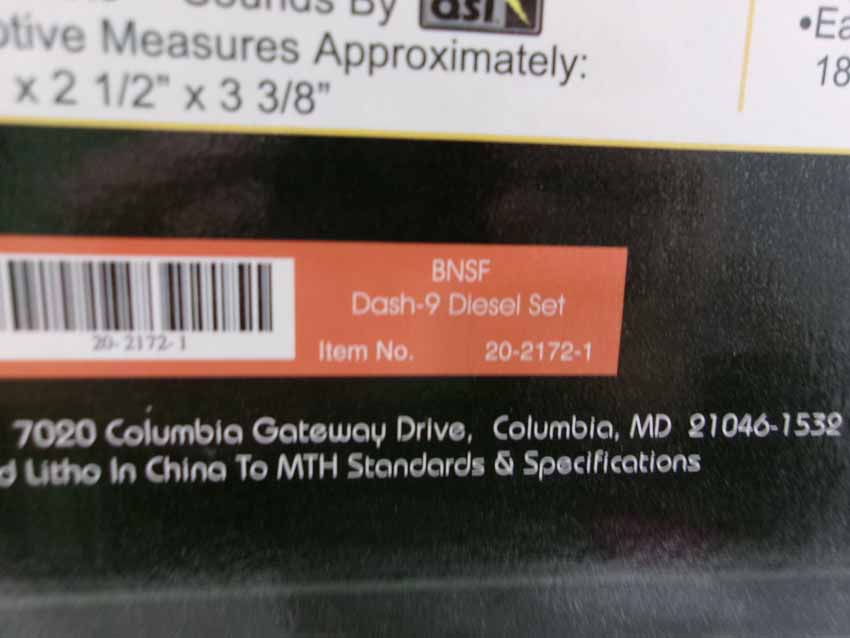 Sounds By
otive Measures Approximately:
x 2 1/2" x 3 3/8"
•Ea
18
BNSF
Dash-9 Diesel Set
20-2172-1
Item No. 20-2172-1
7020 Columbia Gateway Drive, Columbia, MD 21046-1532
d Litho In China To MTH Standards & Specifications